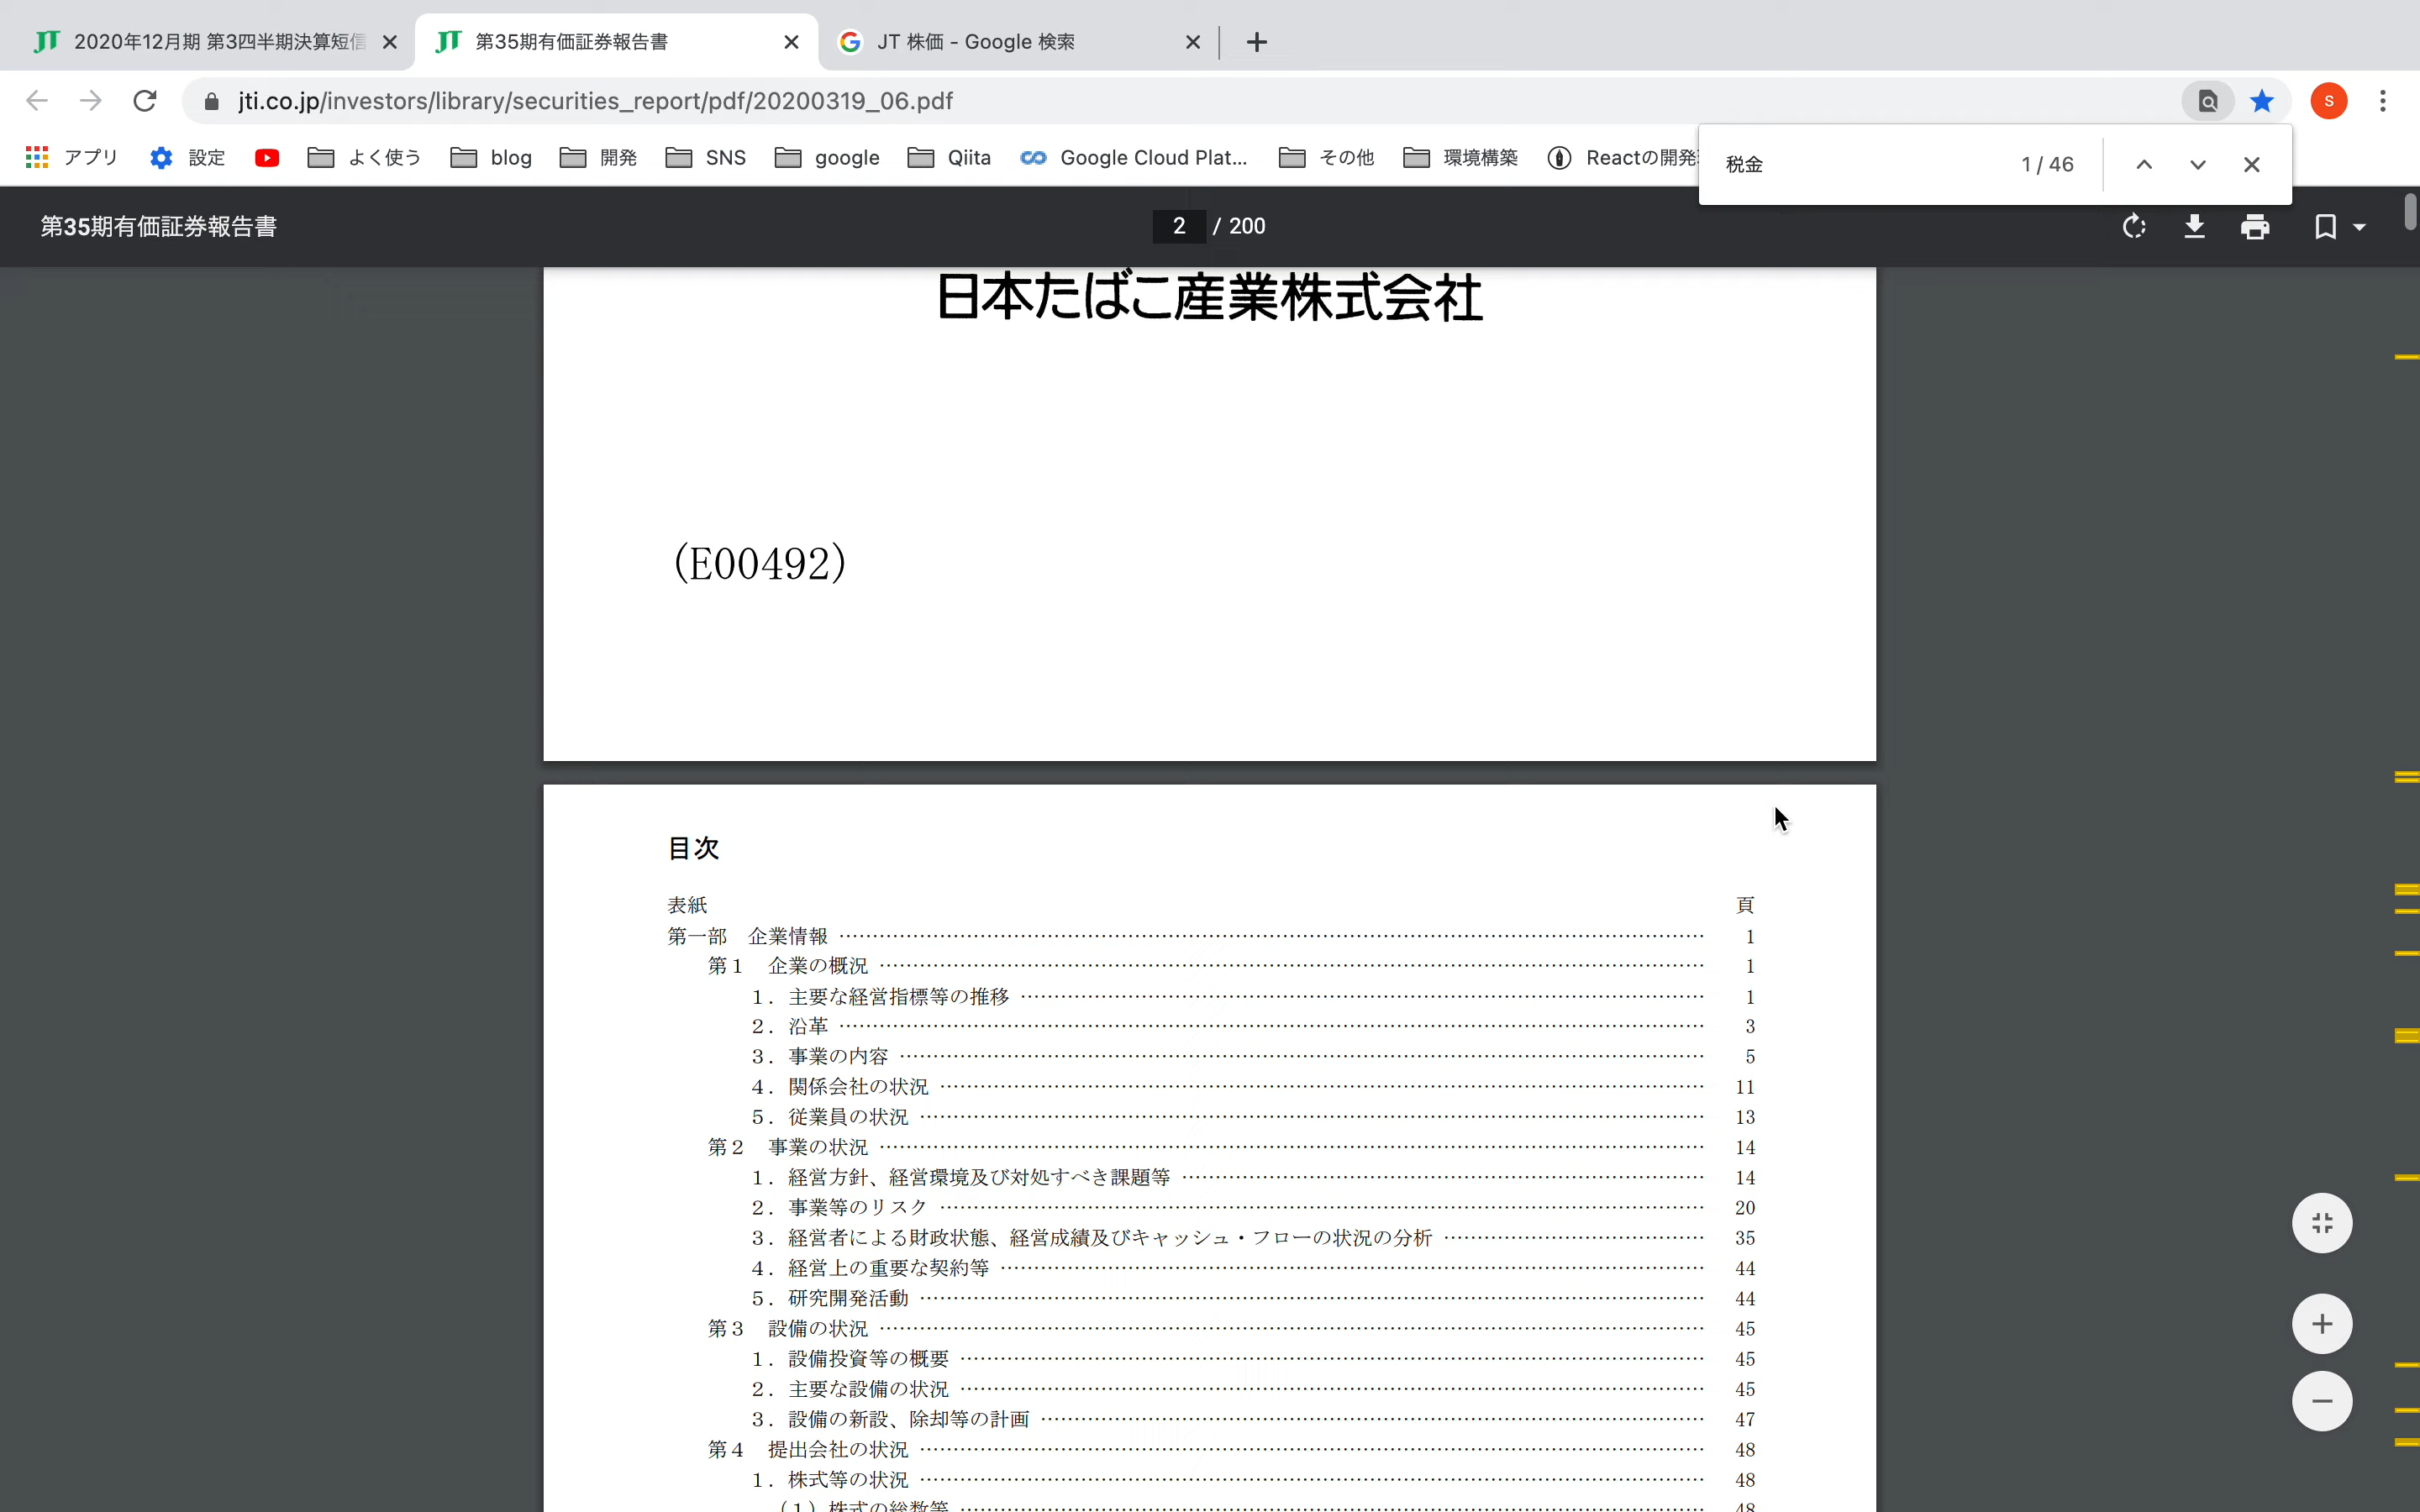 JT 2020年12月期 第3四半期決算短信
JT 第35期有価証券報告書
JT 株価 - Google 検索
jti.co.jp/investors/library/securities_report/pdf/20200319_06.pdf
S
アプリ 設定 よく使う blog 開発 SNS google Qiita Google Cloud Plat... その他 環境構築 Reactの開発
税金 1 / 46
第35期有価証券報告書 2 / 200
日本たばこ産業株式会社
(E00492)
目次
表紙 頁
第一部 企業情報 …… 1
第1 企業の概況 …… 1
1. 主要な経営指標等の推移 …… 1
2. 沿革 …… 3
3. 事業の内容 …… 5
4. 関係会社の状況 …… 11
5. 従業員の状況 …… 13
第2 事業の状況 …… 14
1. 経営方針、経営環境及び対処すべき課題等 …… 14
2. 事業等のリスク …… 20
3. 経営者による財政状態、経営成績及びキャッシュ・フローの状況の分析 …… 35
4. 経営上の重要な契約等 …… 44
5. 研究開発活動 …… 44
第3 設備の状況 …… 45
1. 設備投資等の概要 …… 45
2. 主要な設備の状況 …… 45
3. 設備の新設、除却等の計画 …… 47
第4 提出会社の状況 …… 48
1. 株式等の状況 …… 48
(1) 株式の総数等 …… 48